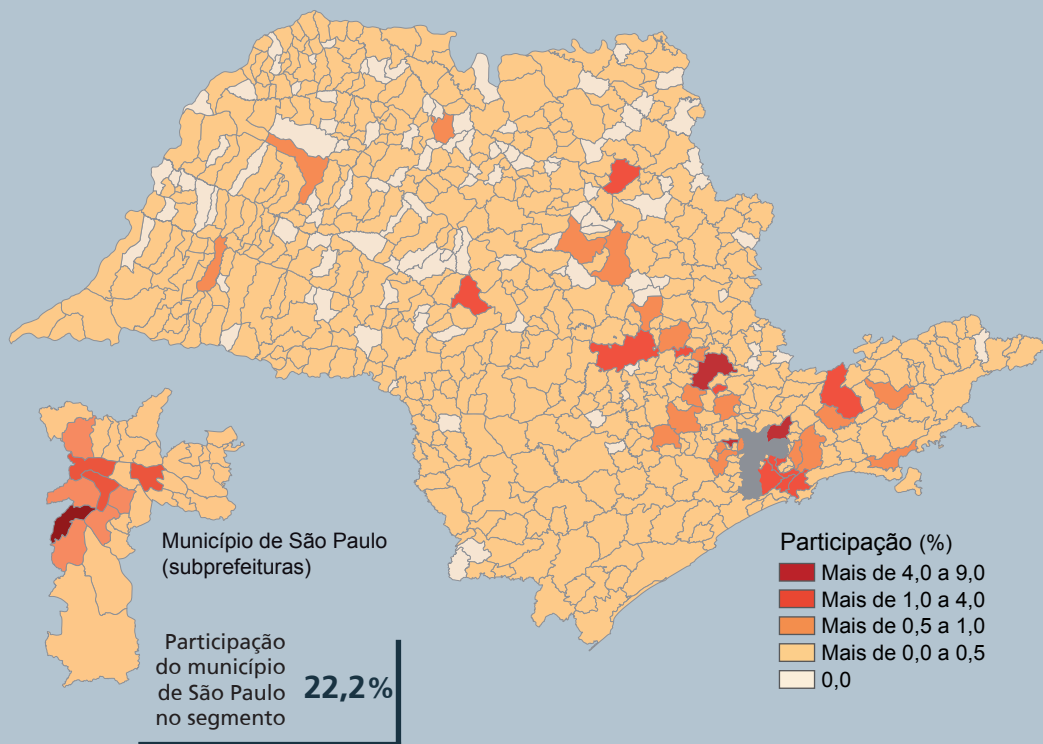 Município de São Paulo
(subprefeituras)
Participação
do município
de São Paulo
no segmento
22,2%
Participação (%)
Mais de 4,0 a 9,0
Mais de 1,0 a 4,0
Mais de 0,5 a 1,0
Mais de 0,0 a 0,5
0,0